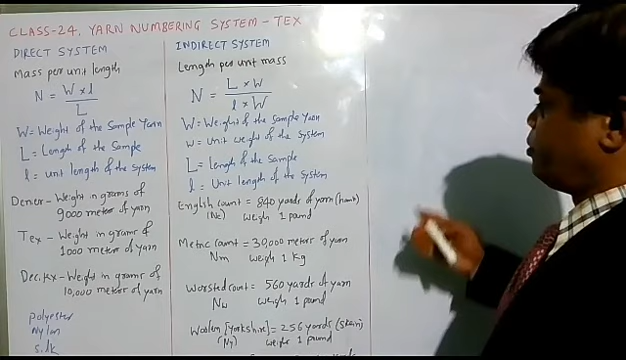 CLASS-24. YARN NUMBERING SYSTEM - TEX
DIRECT SYSTEM
Mass per unit length
N = W x l
L
W = Weight of the Sample Yarn
L = Length of the Sample
l = unit length of the System
Denier - Weight in grams of
9000 meter of yarn
Tex - Weight in grams of
1000 meter of yarn
Decitex - Weight in grams of
10,000 meter of yarn
polyester
Nylon
Silk
INDIRECT SYSTEM
Length per unit mass
N = L x w
l x W
W = Weight of the Sample Yarn
w = Unit weight of the System
L = Length of the Sample
l = Unit length of the System
English count = 840 yards of yarn (hank)
(Ne) weigh 1 pound
Metric Count = 30,000 meters of yarn
Nm weigh 1 Kg
Worsted count = 560 yards of yarn
Nw weigh 1 pound
Woolen [Yorkshire] = 256 yards (skein)
(Ny) weigh 1 pound